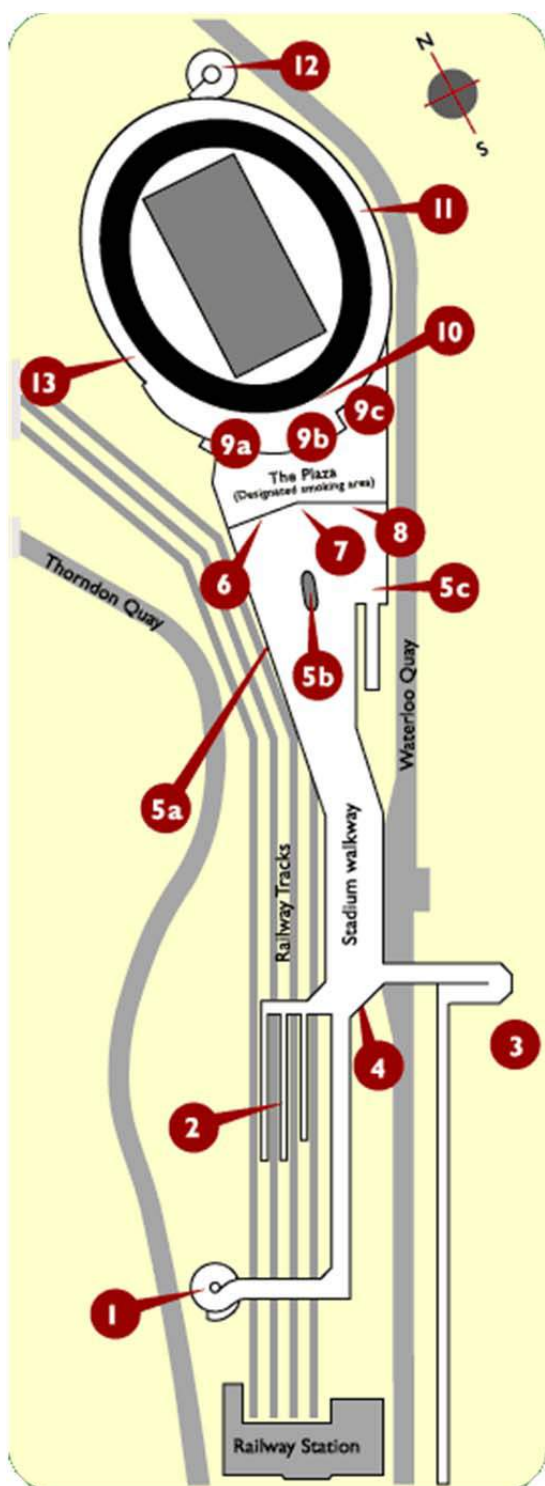 12
N
S
11
10
13
9c
9a
9b
The Plaza
(Designated smoking area)
8
7
6
5c
Thorndon Quay
5b
Waterloo Quay
5a
Stadium walkway
Railway Tracks
3
4
2
1
Railway Station